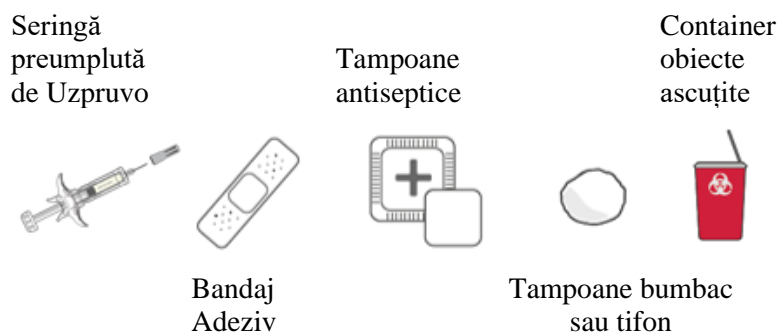 Seringă
preumplută
de Uzpruvo
Tampoane
antiseptice
Container
obiecte
ascuțite
Bandaj
Adeziv
Tampoane bumbac
sau tifon